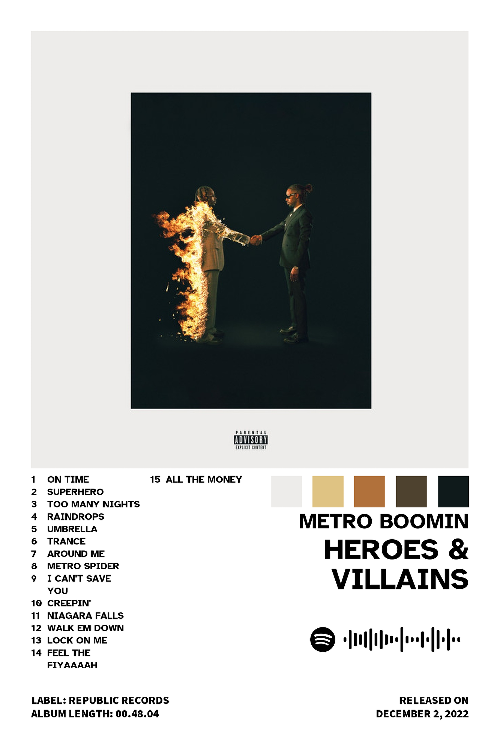 PARENTAL
ADVISORY
EXPLICIT CONTENT
1 ON TIME
2 SUPERHERO
3 TOO MANY NIGHTS
4 RAINDROPS
5 UMBRELLA
6 TRANCE
7 AROUND ME
8 METRO SPIDER
9 I CAN'T SAVE
YOU
10 CREEPIN'
11 NIAGARA FALLS
12 WALK EM DOWN
13 LOCK ON ME
14 FEEL THE
FIYAAAAH
15 ALL THE MONEY
METRO BOOMIN
HEROES &
VILLAINS
LABEL: REPUBLIC RECORDS
ALBUM LENGTH: 00.48.04
RELEASED ON
DECEMBER 2, 2022